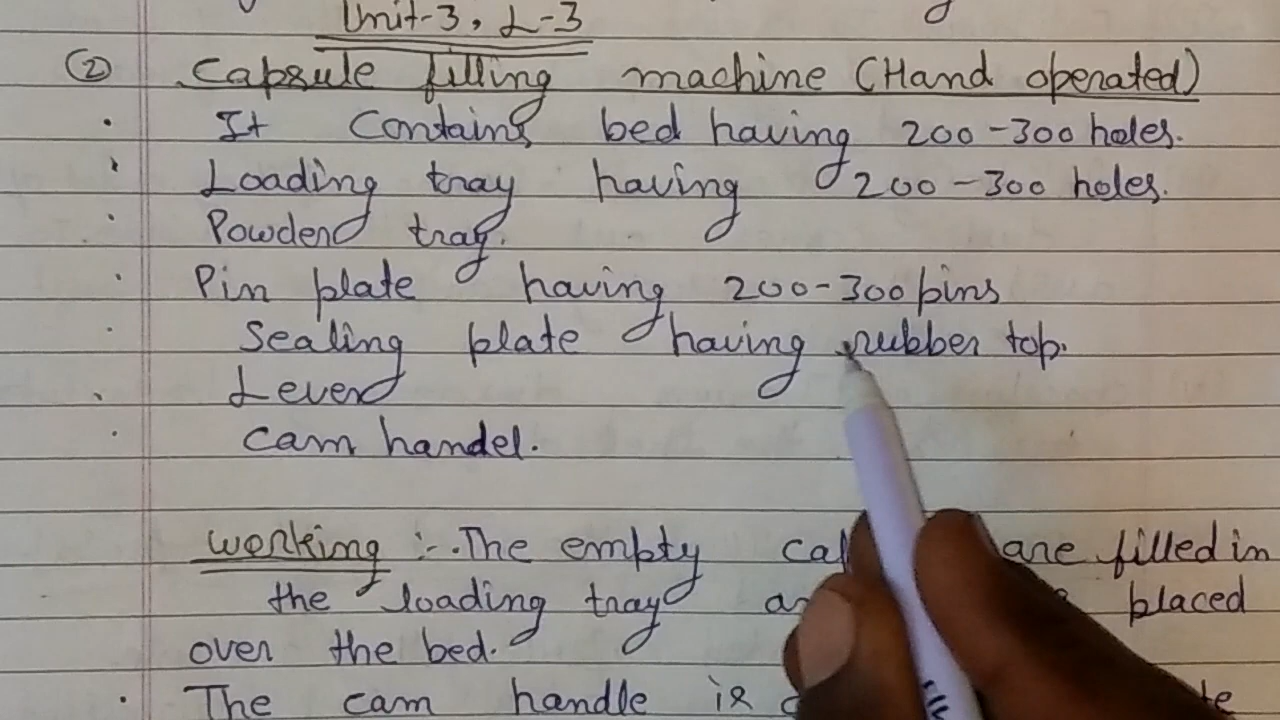 Unit-3, L-3
② Capsule filling machine (Hand operated)
· It Contains bed having 200-300 holes.
· Loading tray having 200-300 holes.
· Powder tray.
· Pin plate having 200-300 pins
· Sealing plate having rubber top.
· Lever
· Cam handel.
Working :- The empty are filled in
the loading tray placed
over the bed.
· The cam handle is